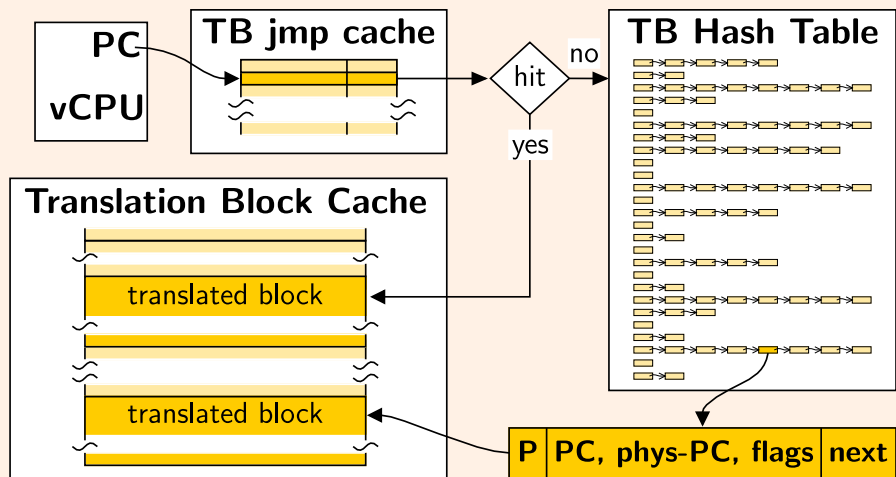 PC
vCPU
TB jmp cache
hit
no
yes
TB Hash Table
Translation Block Cache
translated block
translated block
P PC, phys-PC, flags next